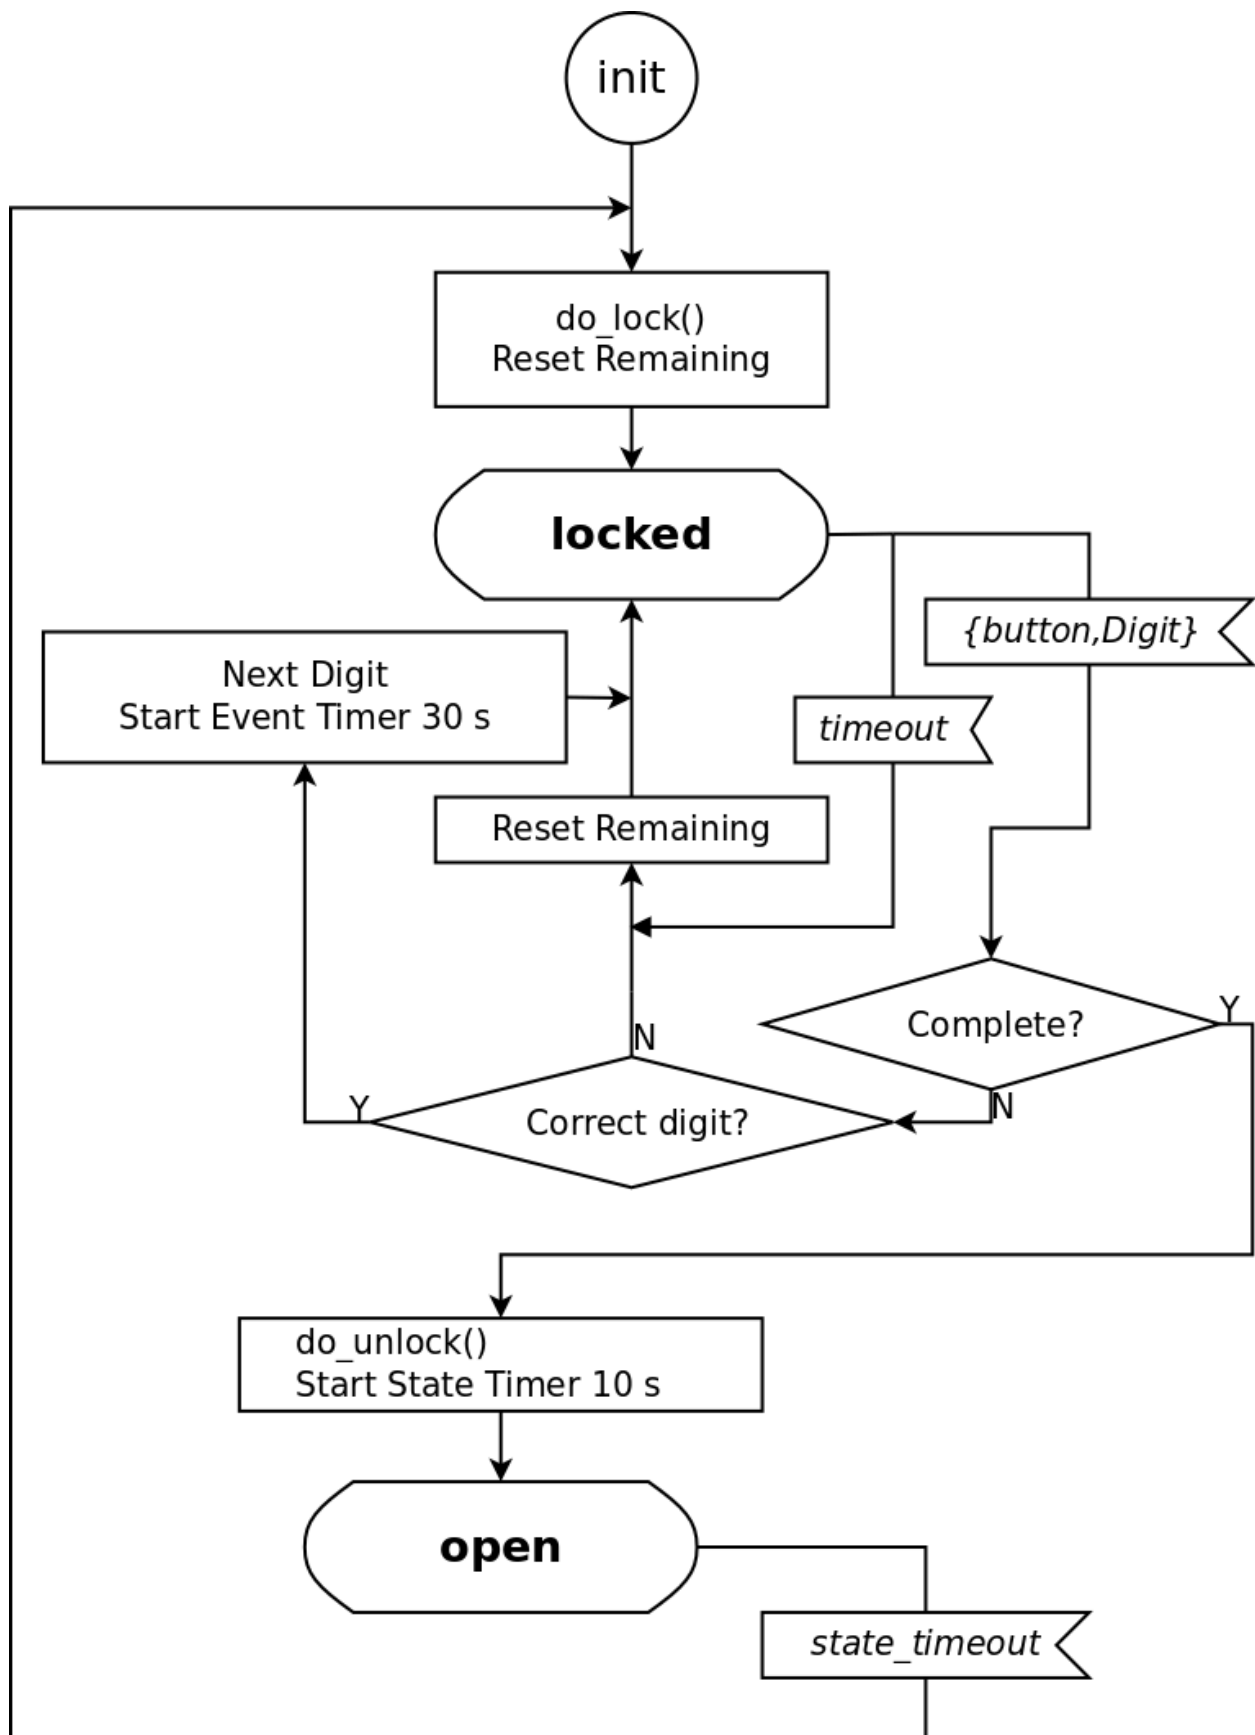 init
do_lock()
Reset Remaining
locked
{button,Digit}
Next Digit
Start Event Timer 30 s
timeout
Reset Remaining
Complete?
Y
N
N
Y
Correct digit?
do_unlock()
Start State Timer 10 s
open
state_timeout